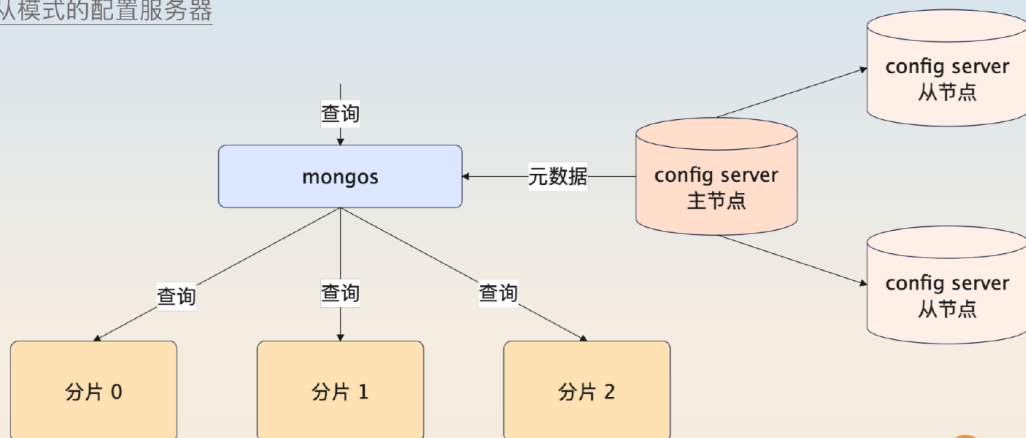 从模式的配置服务器
config server
从节点
查询
mongos
元数据
config server
主节点
config server
从节点
查询
查询
查询
分片 0
分片 1
分片 2